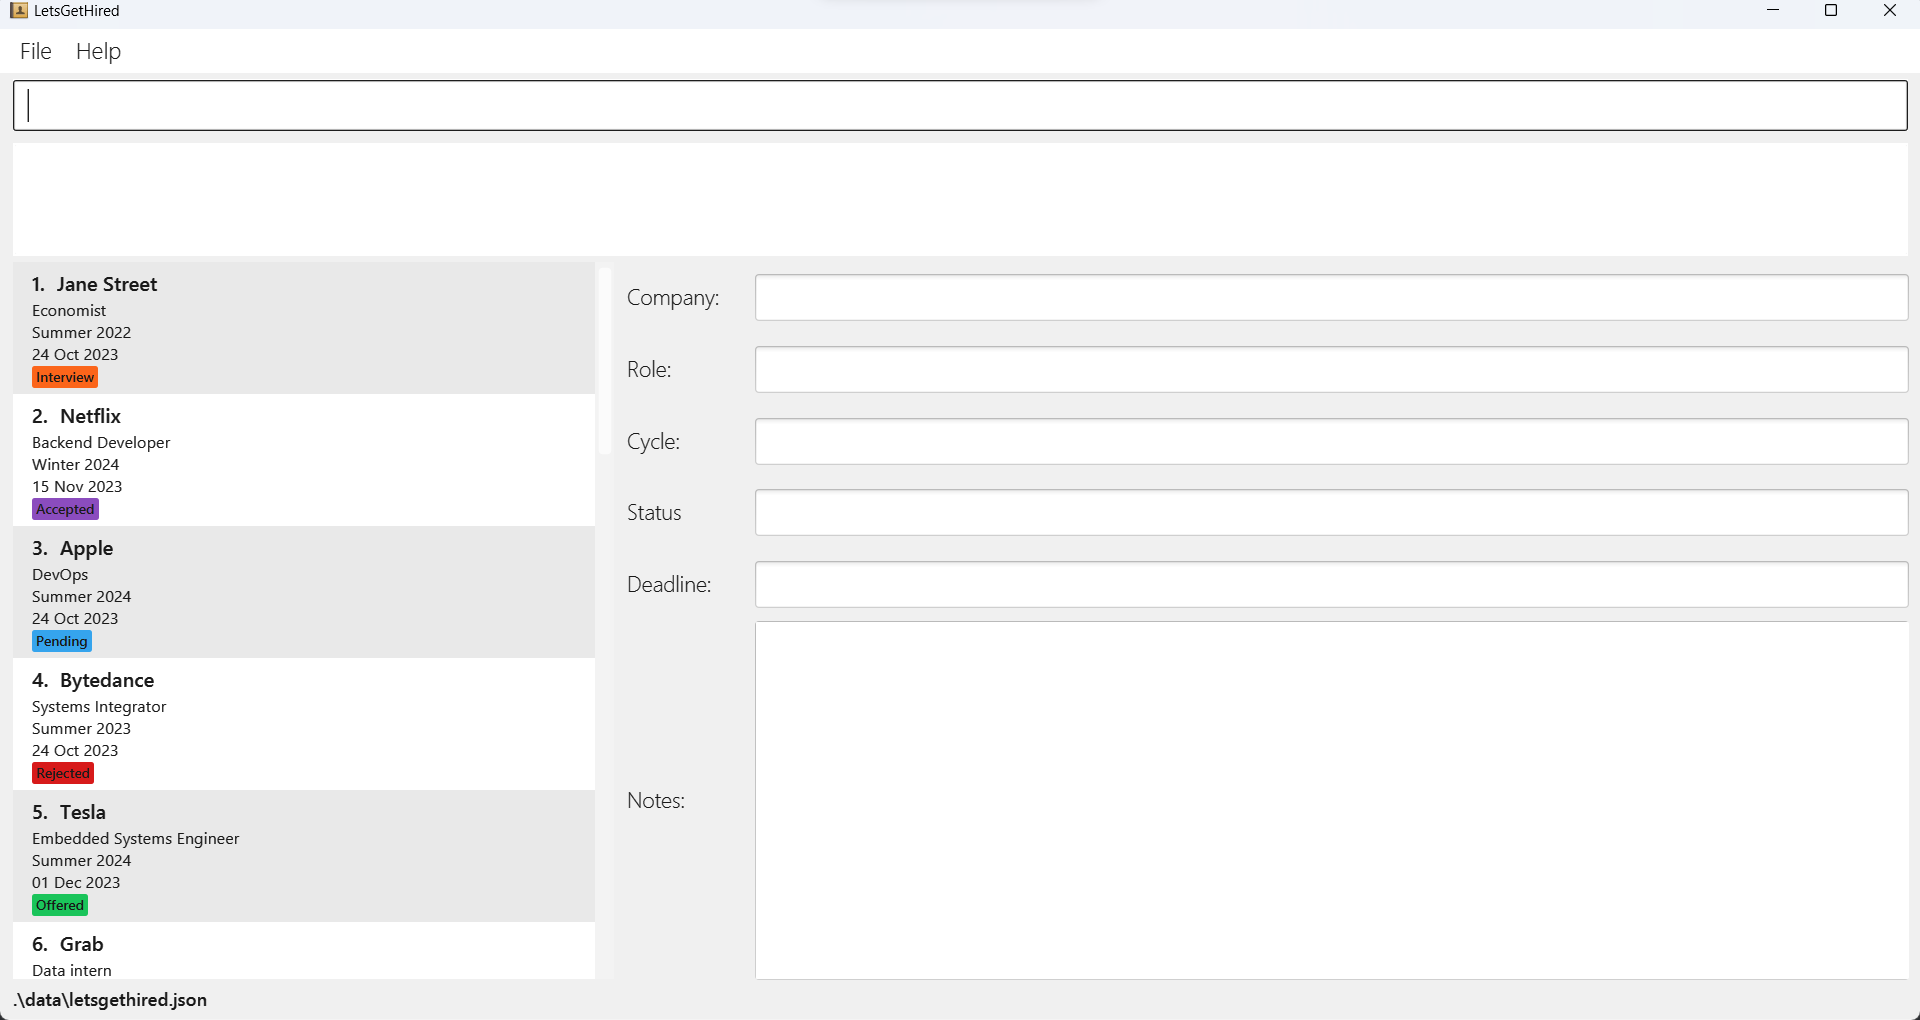 LetsGetHired
File Help
1. Jane Street
Economist
Summer 2022
24 Oct 2023
Interview
2. Netflix
Backend Developer
Winter 2024
15 Nov 2023
Accepted
3. Apple
DevOps
Summer 2024
24 Oct 2023
Pending
4. Bytedance
Systems Integrator
Summer 2023
24 Oct 2023
Rejected
5. Tesla
Embedded Systems Engineer
Summer 2024
01 Dec 2023
Offered
6. Grab
Data intern
Company:
Role:
Cycle:
Status
Deadline:
Notes:
.\data\letsgethired.json